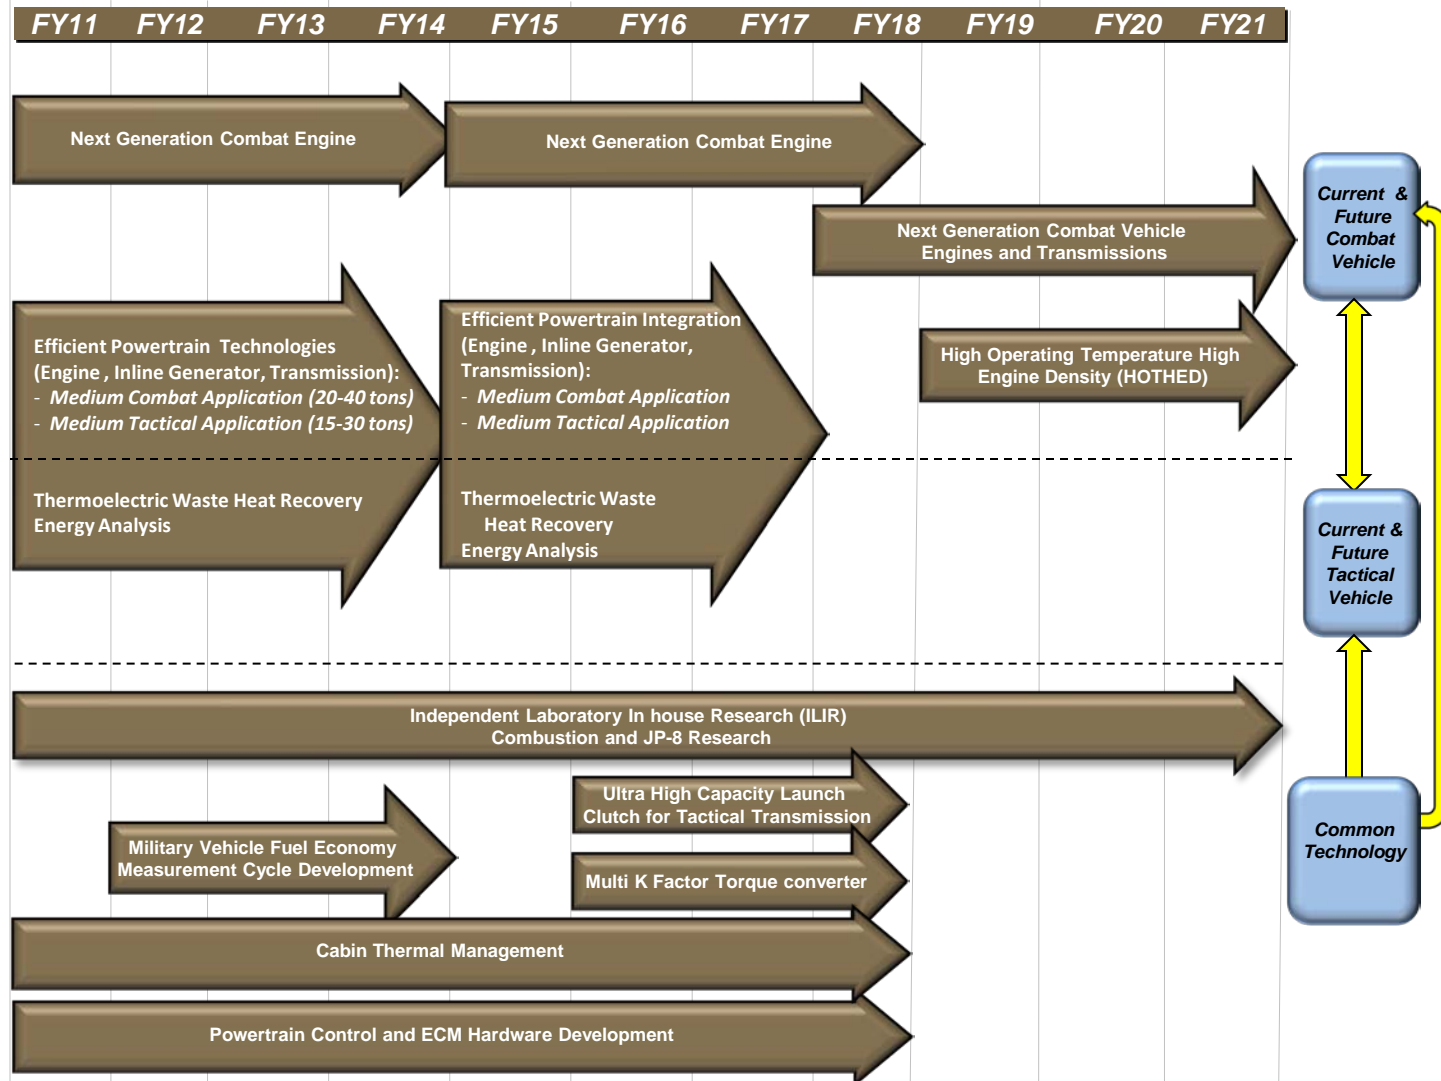 FY11 FY12 FY13 FY14 FY15 FY16 FY17 FY18 FY19 FY20 FY21
Next Generation Combat Engine
Next Generation Combat Engine
Next Generation Combat Vehicle
Engines and Transmissions
Efficient Powertrain Technologies
(Engine , Inline Generator, Transmission):
- Medium Combat Application (20-40 tons)
- Medium Tactical Application (15-30 tons)
Thermoelectric Waste Heat Recovery
Energy Analysis
Efficient Powertrain Integration
(Engine , Inline Generator,
Transmission):
- Medium Combat Application
- Medium Tactical Application
Thermoelectric Waste
Heat Recovery
Energy Analysis
High Operating Temperature High
Engine Density (HOTHED)
Independent Laboratory In house Research (ILIR)
Combustion and JP-8 Research
Ultra High Capacity Launch
Clutch for Tactical Transmission
Military Vehicle Fuel Economy
Measurement Cycle Development
Multi K Factor Torque converter
Cabin Thermal Management
Powertrain Control and ECM Hardware Development
Current &
Future
Combat
Vehicle
Current &
Future
Tactical
Vehicle
Common
Technology